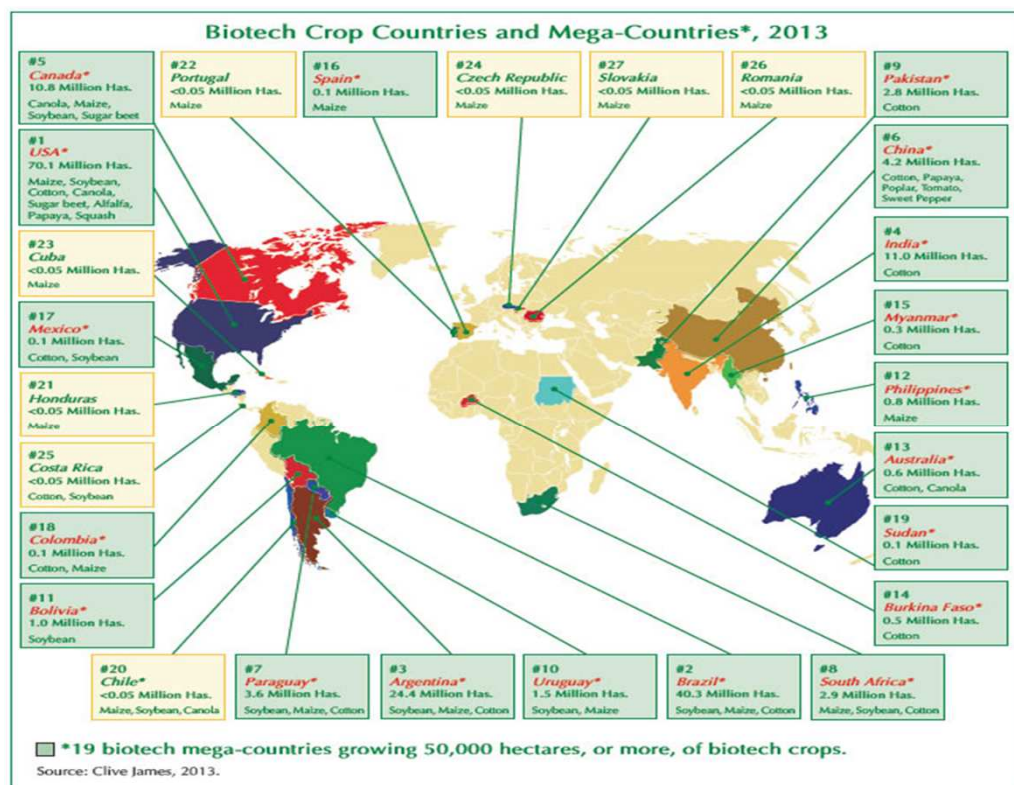 Biotech Crop Countries and Mega-Countries*, 2013
#5
Canada*
10.8 Million Has.
Canola, Maize,
Soybean, Sugar beet
#22
Portugal
<0.05 Million Has.
Maize
#16
Spain*
0.1 Million Has.
Maize
#24
Czech Republic
<0.05 Million Has.
Maize
#27
Slovakia
<0.05 Million Has.
Maize
#26
Romania
<0.05 Million Has.
Maize
#9
Pakistan*
2.8 Million Has.
Cotton
#1
USA*
70.1 Million Has.
Maize, Soybean,
Cotton, Canola,
Sugar beet, Alfalfa,
Papaya, Squash
#6
China*
4.2 Million Has.
Cotton, Papaya,
Poplar, Tomato,
Sweet Pepper
#23
Cuba
<0.05 Million Has.
Maize
#4
India*
11.0 Million Has.
Cotton
#17
Mexico*
0.1 Million Has.
Cotton, Soybean
#15
Myanmar*
0.3 Million Has.
Cotton
#21
Honduras
<0.05 Million Has.
Maize
#12
Philippines*
0.8 Million Has.
Maize
#25
Costa Rica
<0.05 Million Has.
Cotton, Soybean
#13
Australia*
0.6 Million Has.
Cotton, Canola
#18
Colombia*
0.1 Million Has.
Cotton, Maize
#19
Sudan*
0.1 Million Has.
Cotton
#11
Bolivia*
1.0 Million Has.
Soybean
#14
Burkina Faso*
0.5 Million Has.
Cotton
#20
Chile*
<0.05 Million Has.
Maize, Soybean, Canola
#7
Paraguay*
3.6 Million Has.
Soybean, Maize, Cotton
#3
Argentina*
24.4 Million Has.
Soybean, Maize, Cotton
#10
Uruguay*
1.5 Million Has.
Soybean, Maize
#2
Brazil*
40.3 Million Has.
Soybean, Maize, Cotton
#8
South Africa*
2.9 Million Has.
Maize, Soybean, Cotton
*19 biotech mega-countries growing 50,000 hectares, or more, of biotech crops.
Source: Clive James, 2013.